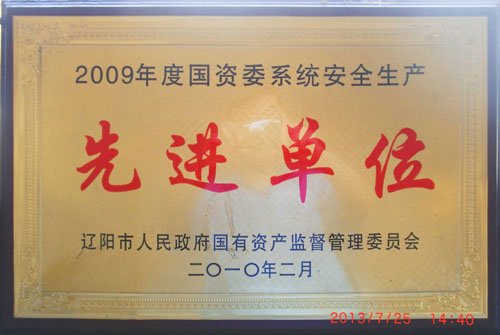 2009年度国资委系统安全生产
先进单位
辽阳市人民政府国有资产监督管理委员会
二〇一〇年二月
2013/7/25 14:40